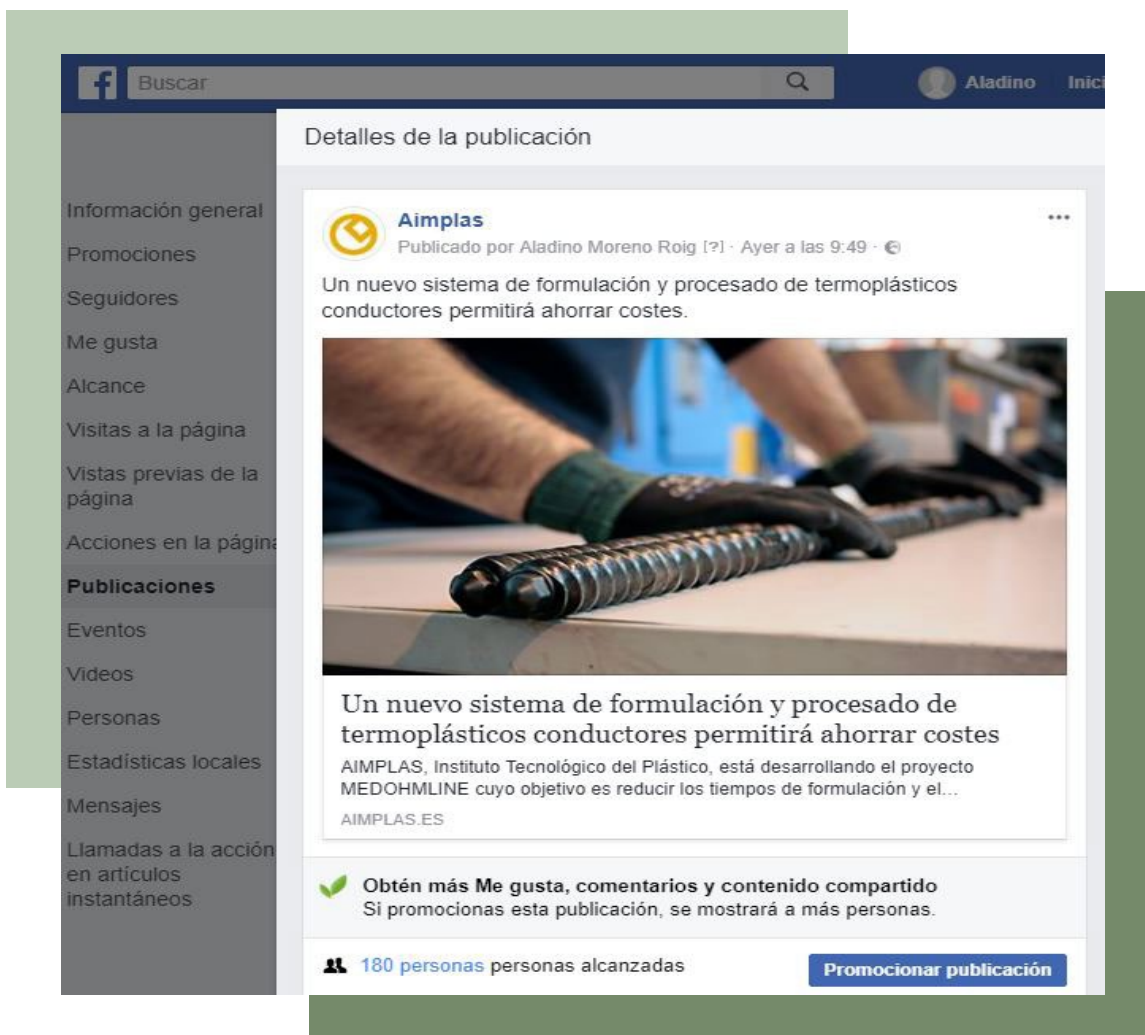 Buscar
Aladino Inici
Detalles de la publicación
Información general
Promociones
Seguidores
Me gusta
Alcance
Visitas a la página
Vistas previas de la
página
Acciones en la página
Publicaciones
Eventos
Videos
Personas
Estadísticas locales
Mensajes
Llamadas a la acción
en artículos
instantáneos
Aimplas
Publicado por Aladino Moreno Roig [?] · Ayer a las 9:49 ·
Un nuevo sistema de formulación y procesado de termoplásticos
conductores permitirá ahorrar costes.
Un nuevo sistema de formulación y procesado de
termoplásticos conductores permitirá ahorrar costes
AIMPLAS, Instituto Tecnológico del Plástico, está desarrollando el proyecto
MEDOHMLINE cuyo objetivo es reducir los tiempos de formulación y el...
AIMPLAS.ES
Obtén más Me gusta, comentarios y contenido compartido
Si promocionas esta publicación, se mostrará a más personas.
180 personas personas alcanzadas
Promocionar publicación